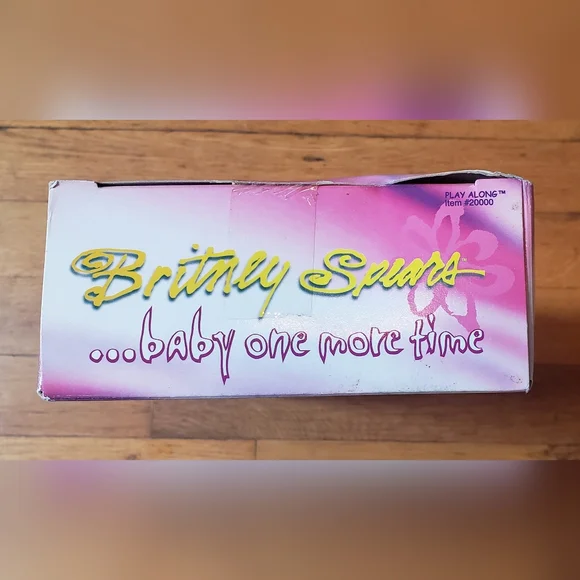 PLAY ALONG™
Item #20000
Britney Spears
...baby one more time